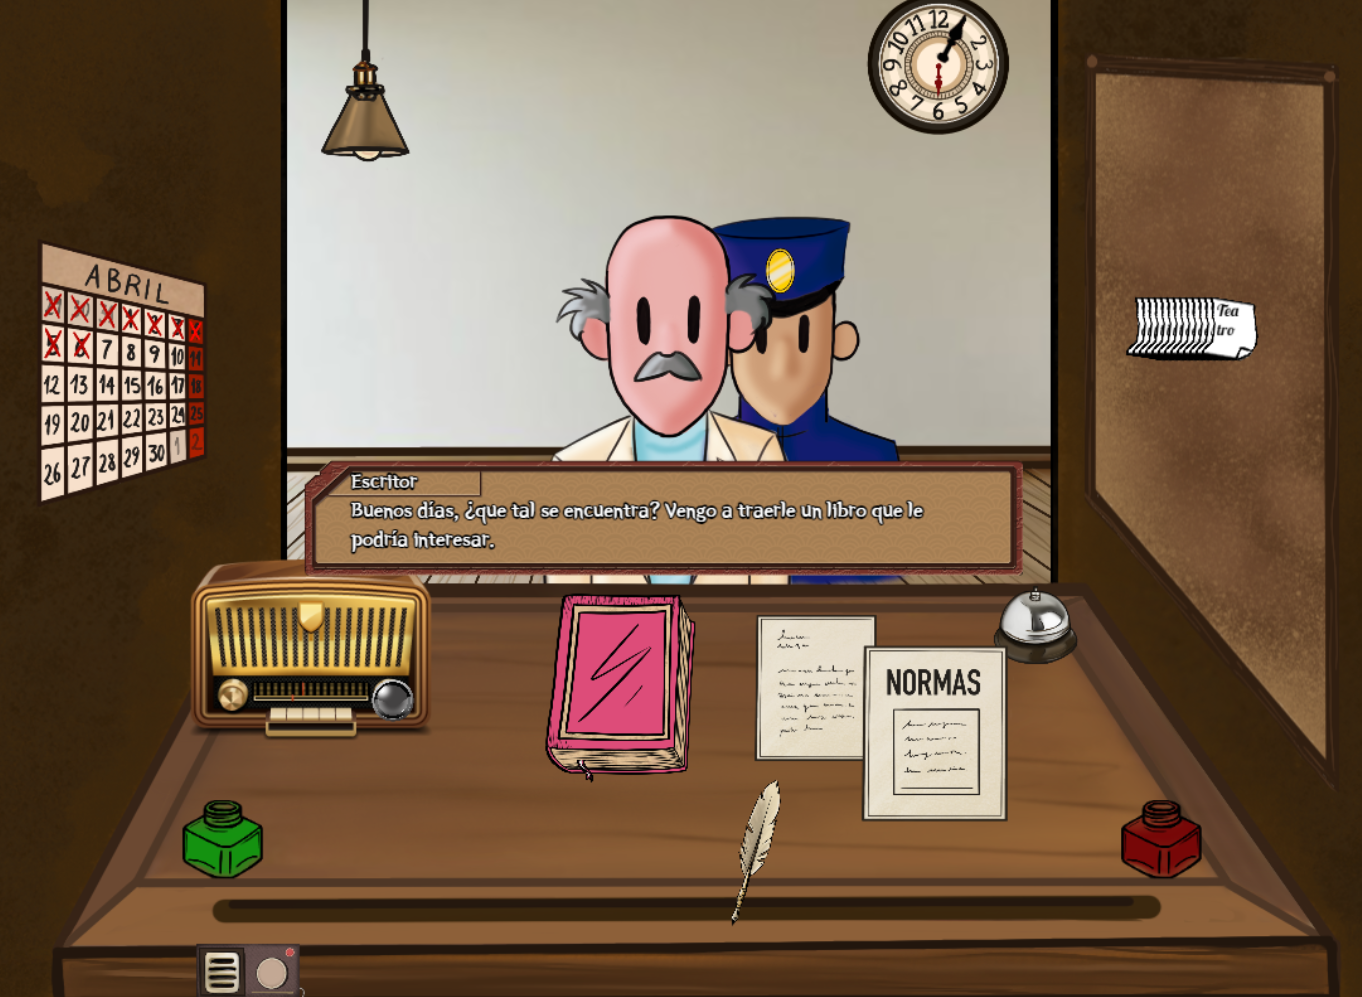 12
11
10
9
8
7
6
5
4
3
2
ABRIL
7 8 9 10 11
12 13 14 15 16 17 18
19 20 21 22 23 24 25
26 27 28 29 30 1 2
Tea
tro
Escritor
Buenos días, ¿que tal se encuentra? Vengo a traerle un libro que le
podría interesar.
NORMAS